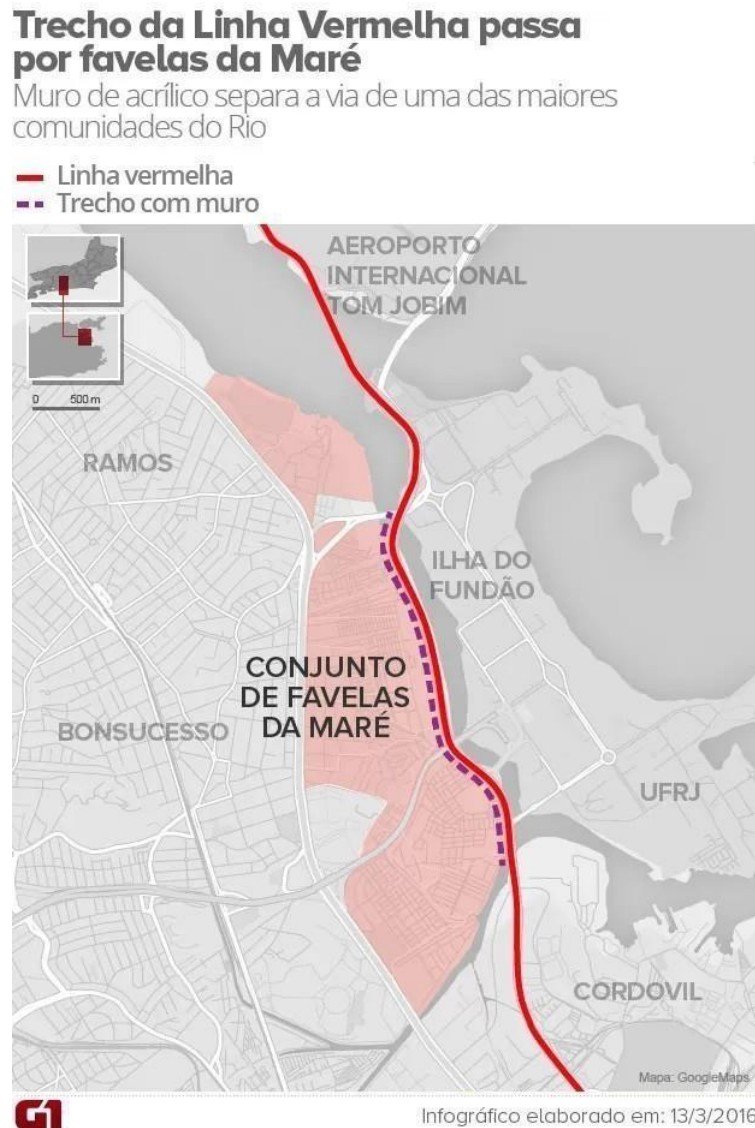 Trecho da Linha Vermelha passa
por favelas da Maré
Muro de acrílico separa a via de uma das maiores
comunidades do Rio
Linha vermelha
Trecho com muro
AEROPORTO
INTERNACIONAL
TOM JOBIM
0 500 m
RAMOS
ILHA DO
FUNDÃO
CONJUNTO
DE FAVELAS
DA MARÉ
BONSUCESSO
UFRJ
CORDOVIL
Mapa: GoogleMaps
G1
Infográfico elaborado em: 13/3/2016